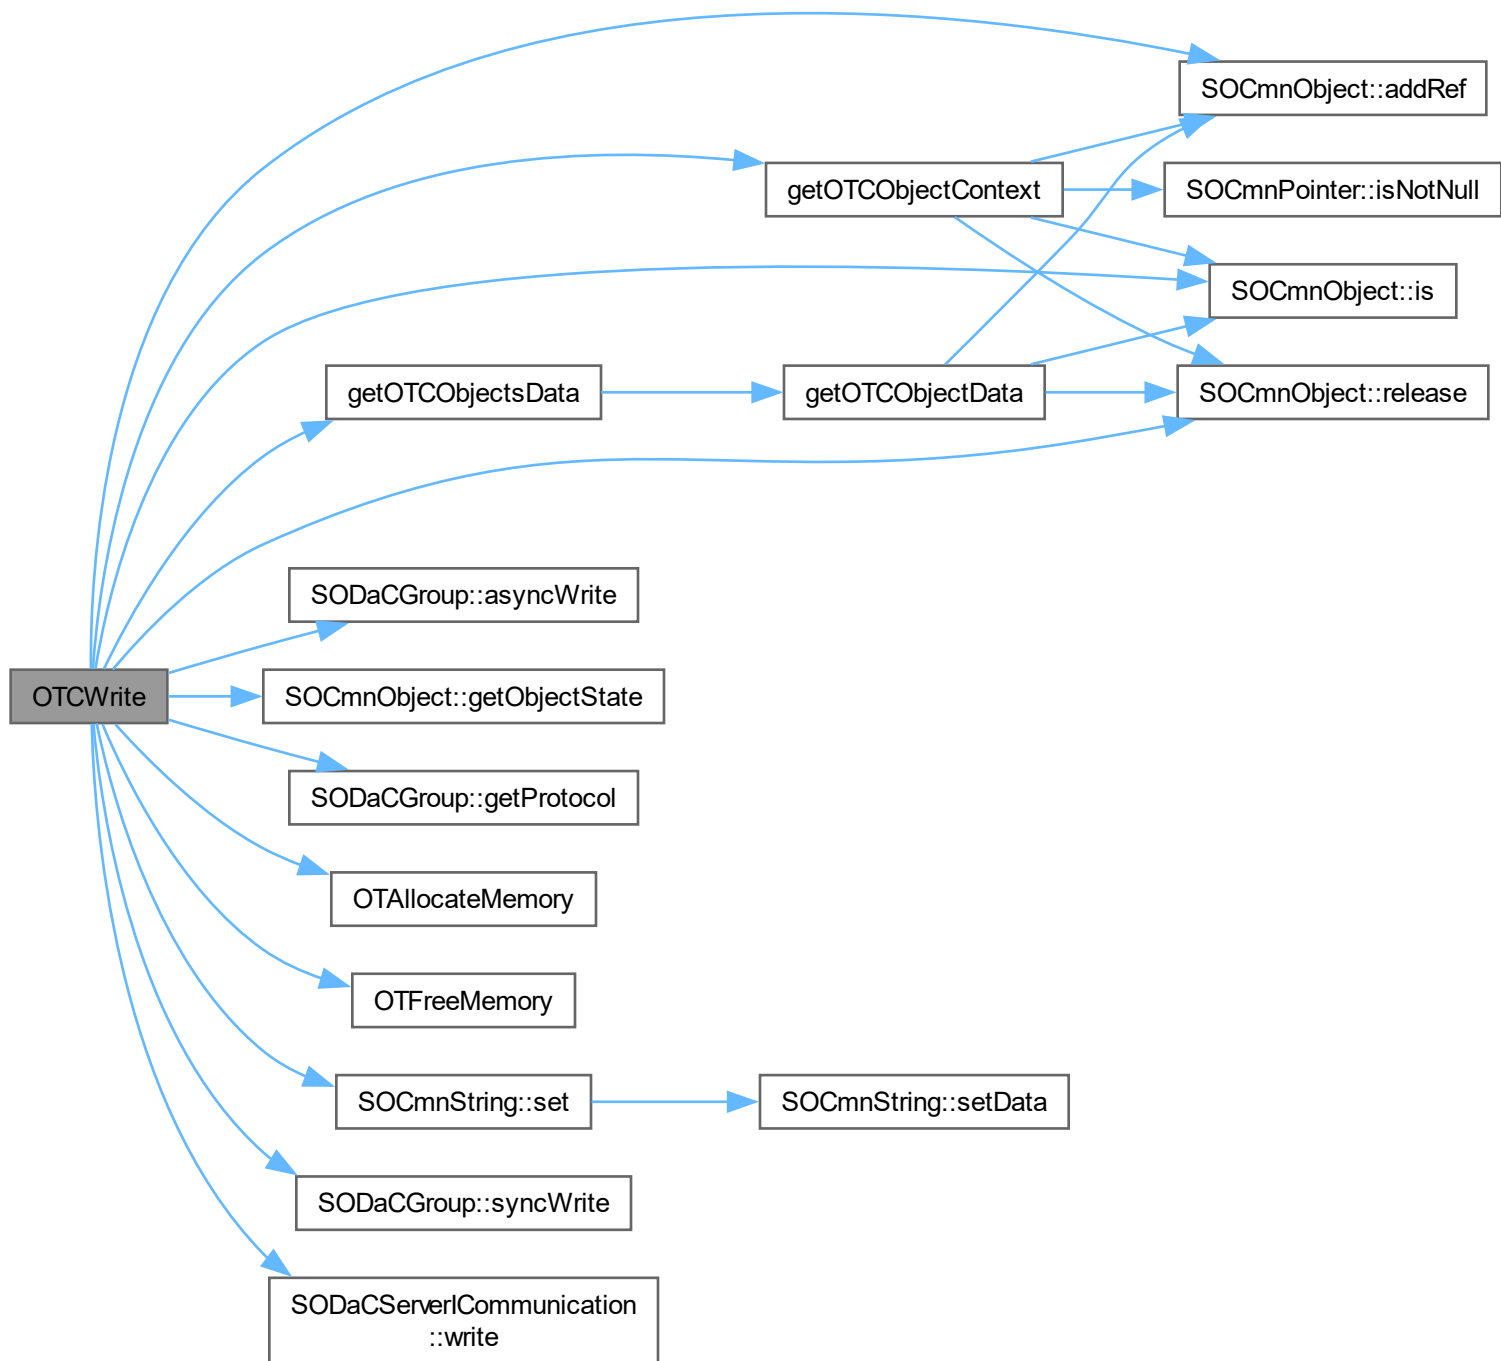 SOCmnObject::addRef
getOTCObjectContext
SOCmnPointer::isNotNull
SOCmnObject::is
getOTCObjectsData
getOTCObjectData
SOCmnObject::release
SODaCGroup::asyncWrite
OTCWrite
SOCmnObject::getObjectState
SODaCGroup::getProtocol
OTAllocateMemory
OTFreeMemory
SOCmnString::set
SOCmnString::setData
SODaCGroup::syncWrite
SODaCServerICommunication
::write